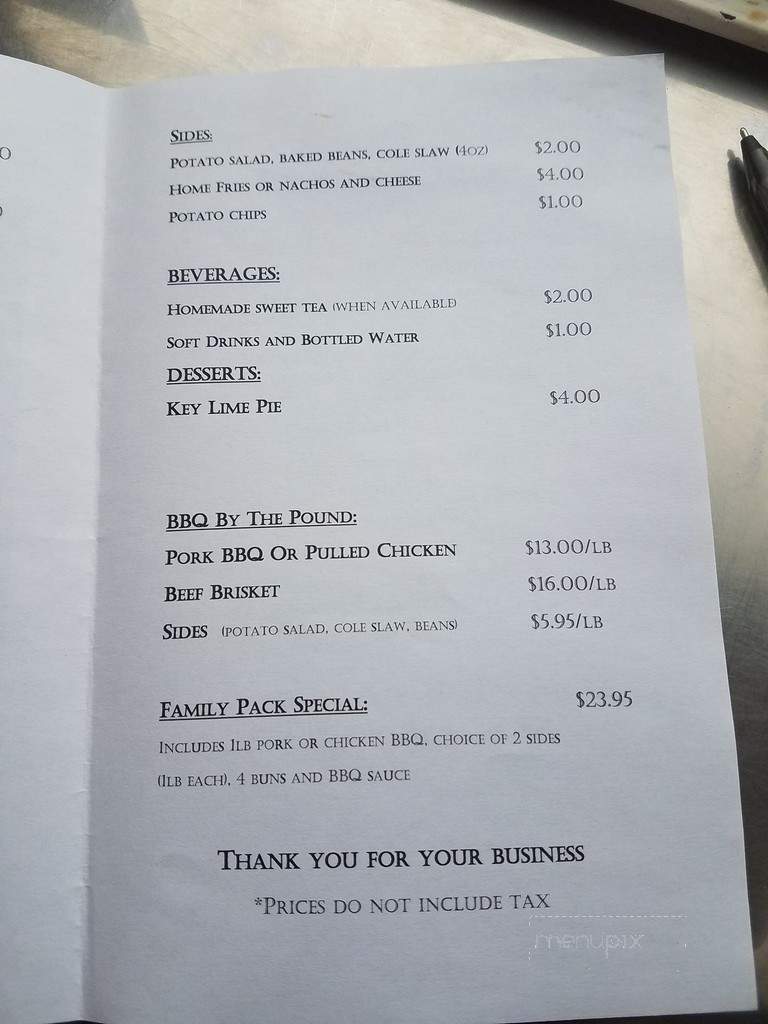 SIDES:
POTATO SALAD, BAKED BEANS, COLE SLAW (4OZ) $2.00
HOME FRIES OR NACHOS AND CHEESE $4.00
POTATO CHIPS $1.00
BEVERAGES:
HOMEMADE SWEET TEA (WHEN AVAILABLE) $2.00
SOFT DRINKS AND BOTTLED WATER $1.00
DESSERTS:
KEY LIME PIE $4.00
BBQ BY THE POUND:
PORK BBQ OR PULLED CHICKEN $13.00/LB
BEEF BRISKET $16.00/LB
SIDES (POTATO SALAD, COLE SLAW, BEANS) $5.95/LB
FAMILY PACK SPECIAL: $23.95
INCLUDES 1LB PORK OR CHICKEN BBQ, CHOICE OF 2 SIDES
(1LB EACH), 4 BUNS AND BBQ SAUCE
THANK YOU FOR YOUR BUSINESS
*PRICES DO NOT INCLUDE TAX
menupix